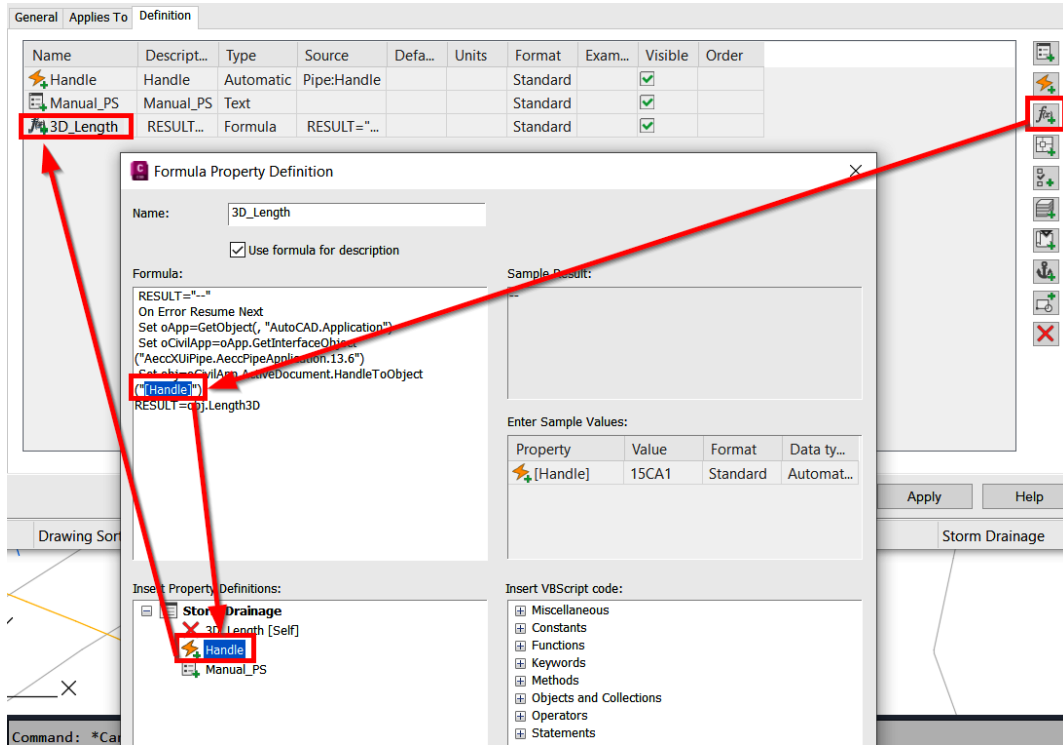 General Applies To Definition
Name Descript... Type Source Defa... Units Format Exam... Visible Order
Handle Handle Automatic Pipe:Handle Standard
Manual_PS Manual_PS Text Standard
3D_Length RESULT... Formula RESULT="... Standard
Formula Property Definition
Name: 3D_Length
Use formula for description
Formula:
RESULT="--"
On Error Resume Next
Set oApp=GetObject(, "AutoCAD.Application")
Set oCivilApp=oApp.GetInterfaceObject
("AeccXUiPipe.AeccPipeApplication.13.6")
Set obj=oCivilApp.ActiveDocument.HandleToObject
("[Handle]")
RESULT=obj.Length3D
Sample Result:
--
Enter Sample Values:
Property Value Format Data ty...
[Handle] 15CA1 Standard Automat...
Apply Help
Drawing Sor
Storm Drainage
Insert Property Definitions:
Storm Drainage
3D_Length [Self]
Handle
Manual_PS
Insert VBScript code:
Miscellaneous
Constants
Functions
Keywords
Methods
Objects and Collections
Operators
Statements
Command: *Can